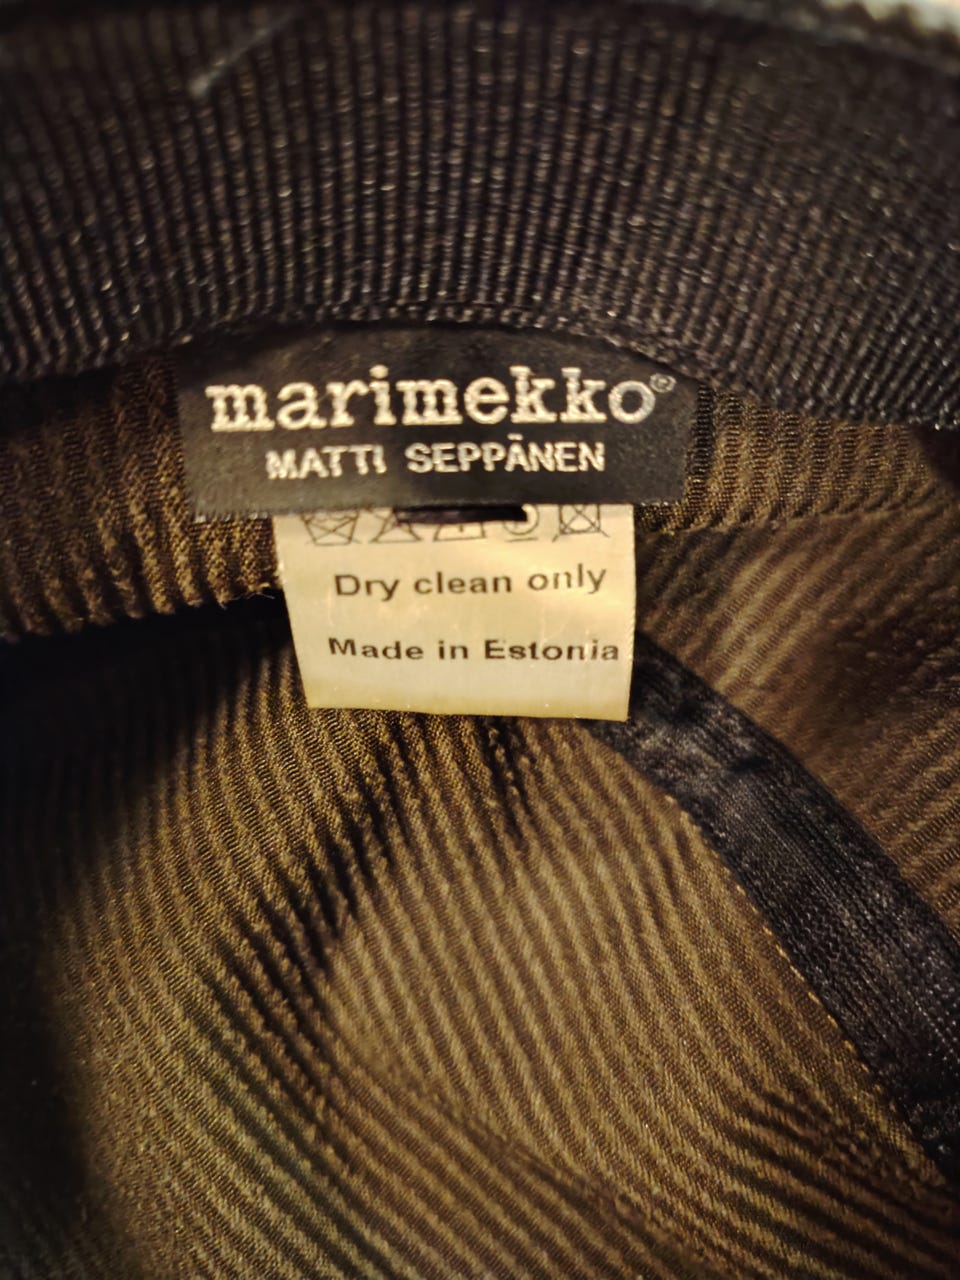 marimekko®
MATTI SEPPÄNEN
Dry clean only
Made in Estonia